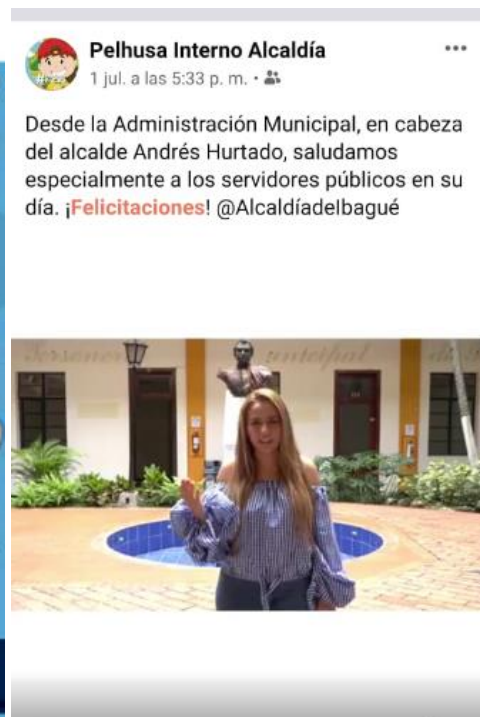 Pelhusa Interno Alcaldía
1 jul. a las 5:33 p. m. •
Desde la Administración Municipal, en cabeza
del alcalde Andrés Hurtado, saludamos
especialmente a los servidores públicos en su
día. ¡Felicitaciones! @AlcaldíadeIbagué